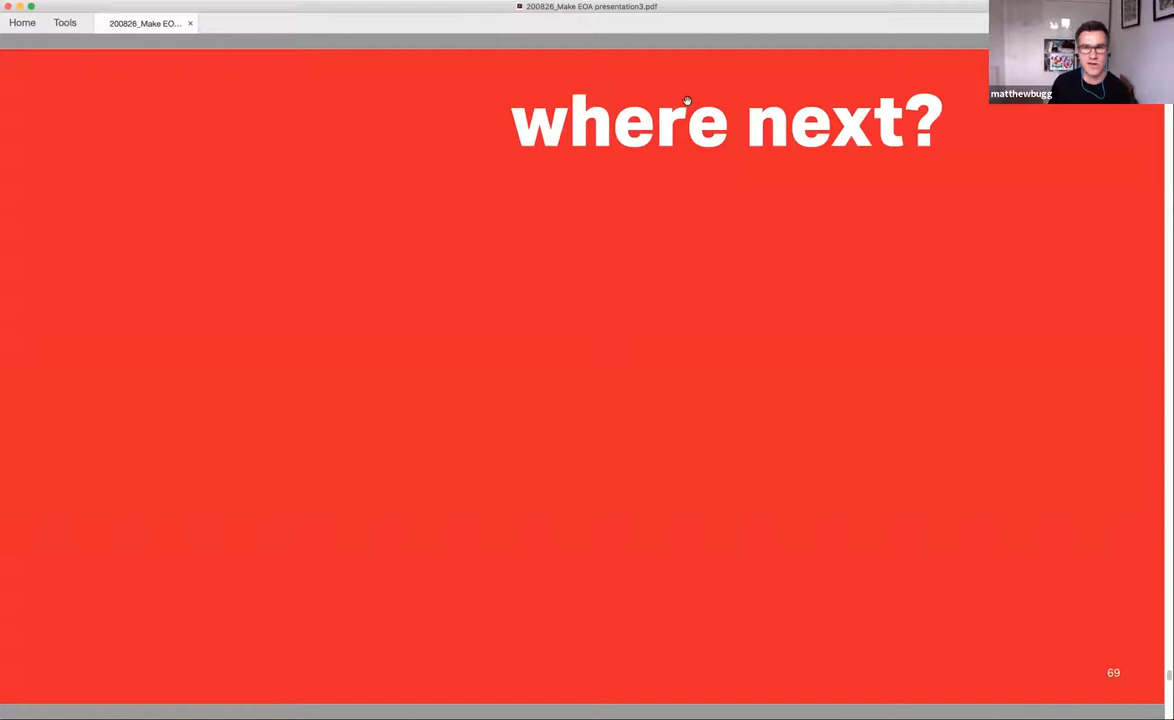 200826_Make EOA presentation3.pdf
Home Tools 200826_Make EO... ×
matthewbugg
where next?
69